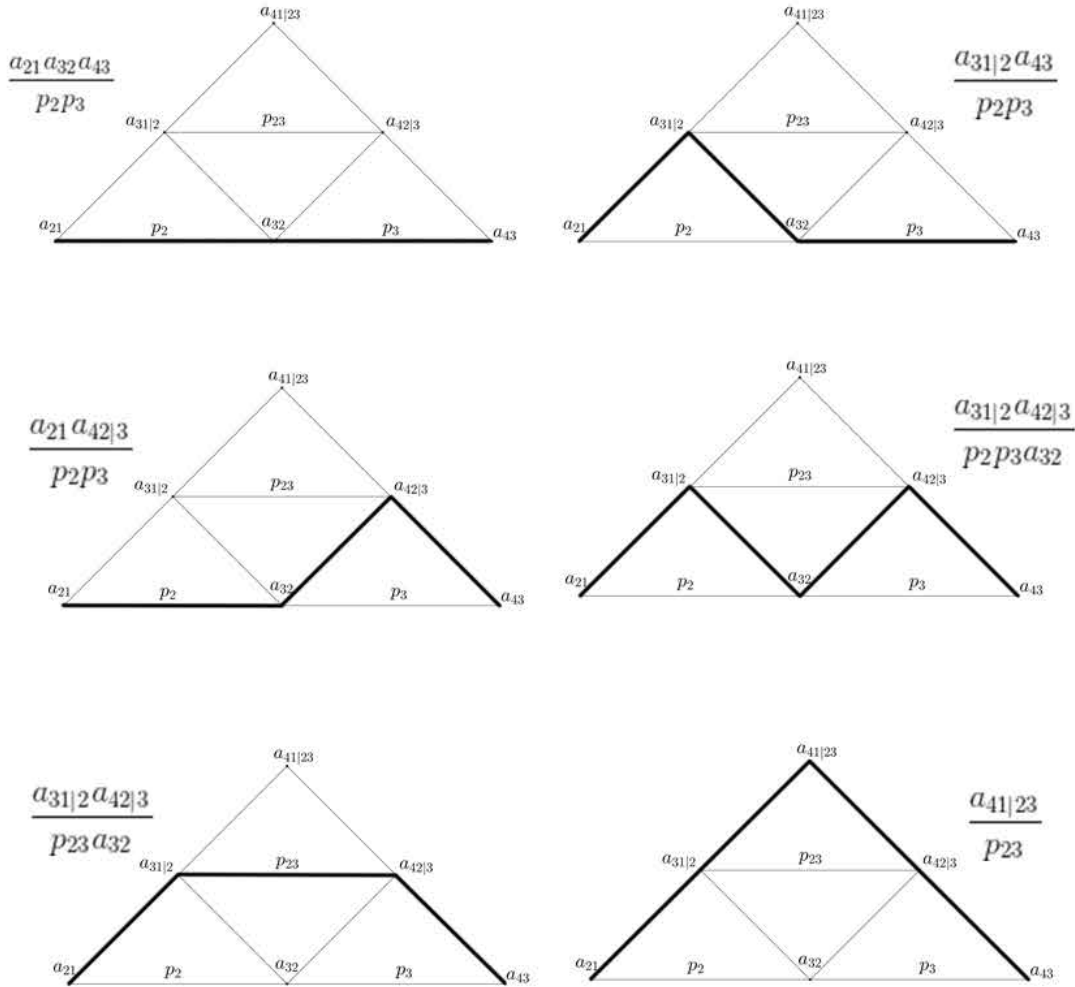 a_{41|23}
\frac{a_{21}a_{32}a_{43}}{p_2p_3}
a_{31|2} p_{23} a_{42|3}
a_{21} p_2 a_{32} p_3 a_{43}
a_{41|23}
\frac{a_{31|2}a_{43}}{p_2p_3}
a_{31|2} p_{23} a_{42|3}
a_{21} p_2 a_{32} p_3 a_{43}
a_{41|23}
\frac{a_{21}a_{42|3}}{p_2p_3}
a_{31|2} p_{23} a_{42|3}
a_{21} p_2 a_{32} p_3 a_{43}
a_{41|23}
\frac{a_{31|2}a_{42|3}}{p_2p_3a_{32}}
a_{31|2} p_{23} a_{42|3}
a_{21} p_2 a_{32} p_3 a_{43}
a_{41|23}
\frac{a_{31|2}a_{42|3}}{p_{23}a_{32}}
a_{31|2} p_{23} a_{42|3}
a_{21} p_2 a_{32} p_3 a_{43}
a_{41|23}
\frac{a_{41|23}}{p_{23}}
a_{31|2} p_{23} a_{42|3}
a_{21} p_2 a_{32} p_3 a_{43}